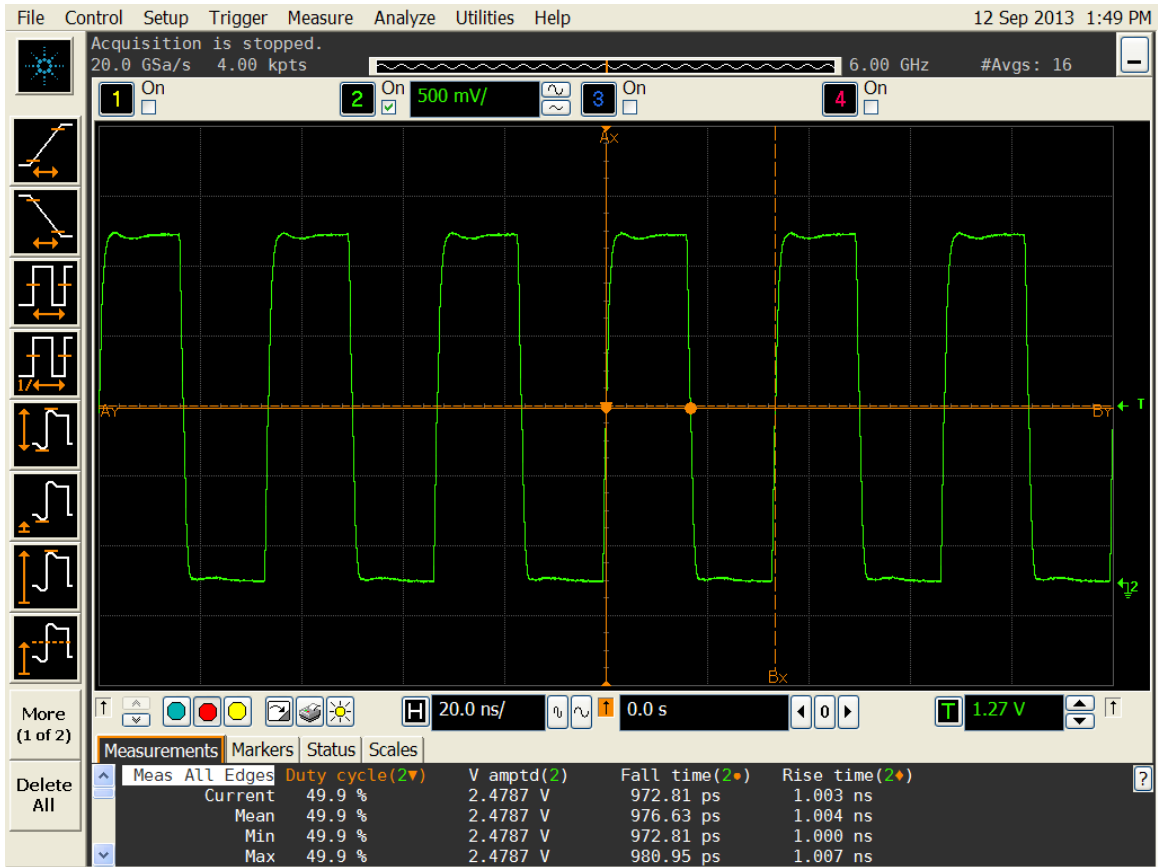 File Control Setup Trigger Measure Analyze Utilities Help 12 Sep 2013 1:49 PM
Acquisition is stopped.
20.0 GSa/s 4.00 kpts 6.00 GHz #Avgs: 16
1 On 2 On 500 mV/ 3 On 4 On
Ax
1/
AY BY T
2
Bx
More
(1 of 2)
Delete
All
H 20.0 ns/ 0.0 s 0 T 1.27 V
Measurements Markers Status Scales
Meas All Edges Duty cycle(2▼) V amptd(2) Fall time(2●) Rise time(2♦) ?
Current 49.9 % 2.4787 V 972.81 ps 1.003 ns
Mean 49.9 % 2.4787 V 976.63 ps 1.004 ns
Min 49.9 % 2.4787 V 972.81 ps 1.000 ns
Max 49.9 % 2.4787 V 980.95 ps 1.007 ns